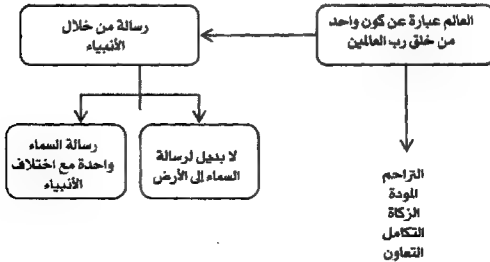 العالم عبارة عن كون واحد
من خلق رب العالمين
رسالة من خلال
الأنبياء
لا بديل لرسالة
السماء إلى الأرض
رسالة السماء
واحدة مع اختلاف
الأنبياء
التراحم
المودة
الزكاة
التكامل
التعاون